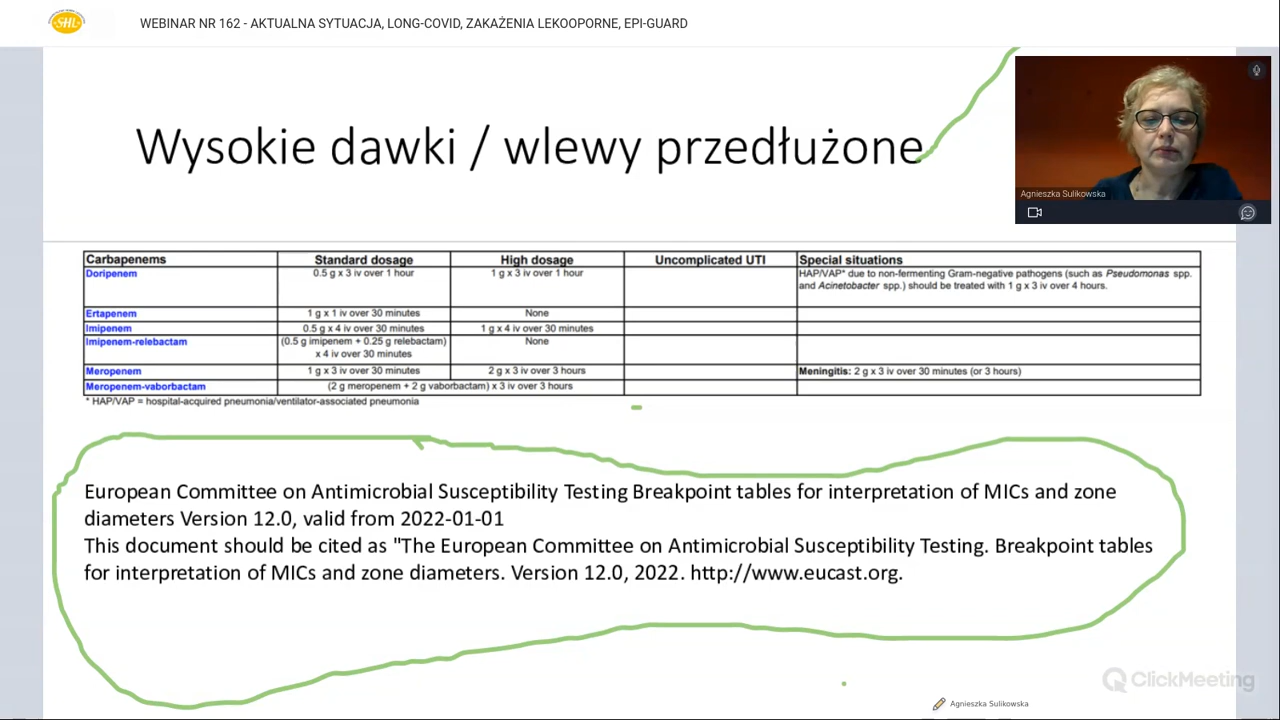 SHL
WEBINAR NR 162 - AKTUALNA SYTUACJA, LONG-COVID, ZAKAŻENIA LEKOOPORNE, EPI-GUARD
Wysokie dawki / wlewy przedłużone
Agnieszka Sulikowska
Carbapenems Standard dosage High dosage Uncomplicated UTI Special situations
Doripenem 0.5 g x 3 iv over 1 hour 1 g x 3 iv over 1 hour HAP/VAP* due to non-fermenting Gram-negative pathogens (such as Pseudomonas spp.
and Acinetobacter spp.) should be treated with 1 g x 3 iv over 4 hours.
Ertapenem 1 g x 1 iv over 30 minutes None
Imipenem 0.5 g x 4 iv over 30 minutes 1 g x 4 iv over 30 minutes
Imipenem-relebactam (0.5 g imipenem + 0.25 g relebactam) None
x 4 iv over 30 minutes
Meropenem 1 g x 3 iv over 30 minutes 2 g x 3 iv over 3 hours Meningitis: 2 g x 3 iv over 30 minutes (or 3 hours)
Meropenem-vaborbactam (2 g meropenem + 2 g vaborbactam) x 3 iv over 3 hours
* HAP/VAP = hospital-acquired pneumonia/ventilator-associated pneumonia
European Committee on Antimicrobial Susceptibility Testing Breakpoint tables for interpretation of MICs and zone
diameters Version 12.0, valid from 2022-01-01
This document should be cited as "The European Committee on Antimicrobial Susceptibility Testing. Breakpoint tables
for interpretation of MICs and zone diameters. Version 12.0, 2022. http://www.eucast.org.
ClickMeeting
Agnieszka Sulikowska